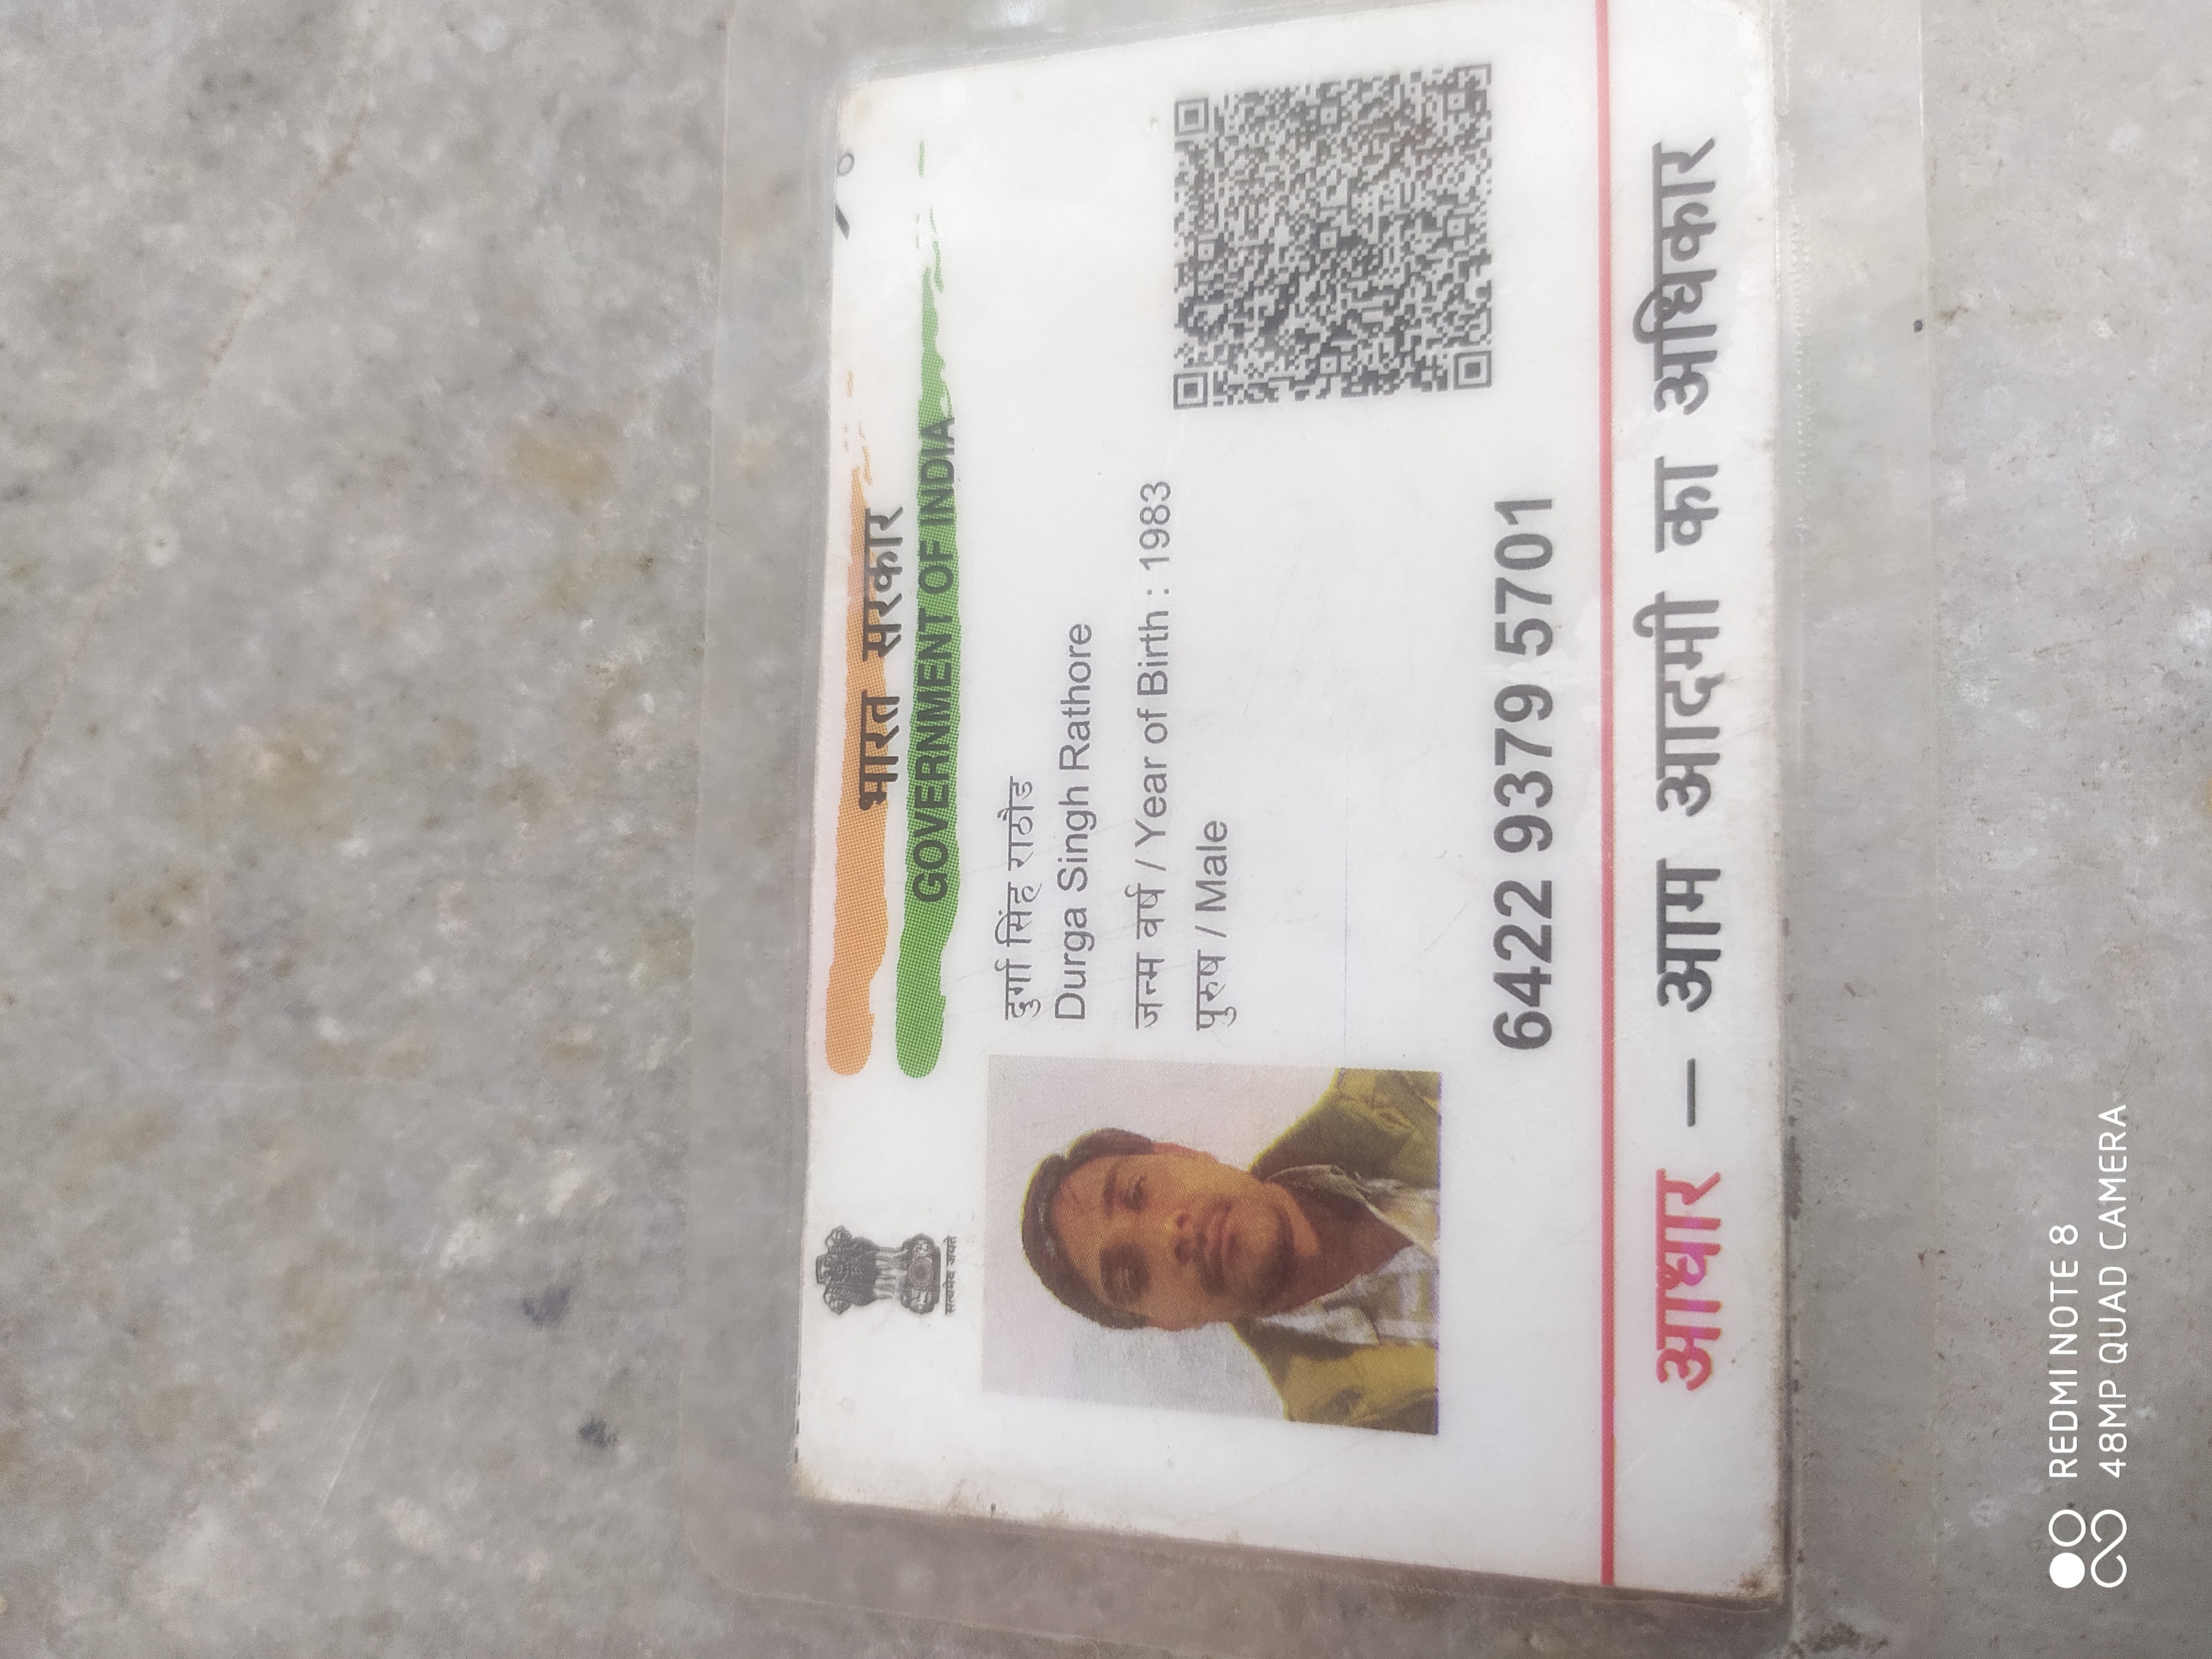 भारत सरकार
GOVERNMENT OF INDIA
सत्यमेव जयते
दुर्गा सिंह राठौड
Durga Singh Rathore
जन्म वर्ष / Year of Birth : 1983
पुरुष / Male
6422 9379 5701
आधार — आम आदमी का अधिकार
REDMI NOTE 8
48MP QUAD CAMERA